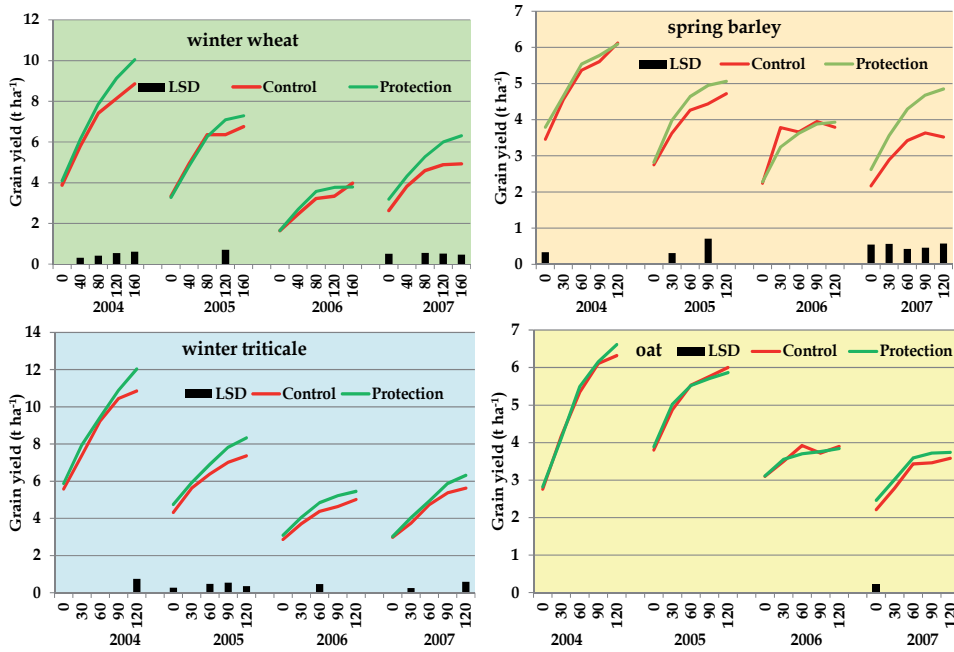 winter wheat
LSD Control Protection
Grain yield (t ha⁻¹)
12
10
8
6
4
2
0
0 40 80 120 160 0 40 80 120 160 0 40 80 120 160 0 40 80 120 160
2004 2005 2006 2007
spring barley
LSD Control Protection
Grain yield (t ha⁻¹)
7
6
5
4
3
2
1
0
0 30 60 90 120 0 30 60 90 120 0 30 60 90 120 0 30 60 90 120
2004 2005 2006 2007
winter triticale
LSD Control Protection
Grain yield (t ha⁻¹)
14
12
10
8
6
4
2
0
0 30 60 90 120 0 30 60 90 120 0 30 60 90 120 0 30 60 90 120
2004 2005 2006 2007
oat
LSD Control Protection
Grain yield (t ha⁻¹)
7
6
5
4
3
2
1
0
0 30 60 90 120 0 30 60 90 120 0 30 60 90 120 0 30 60 90 120
2004 2005 2006 2007